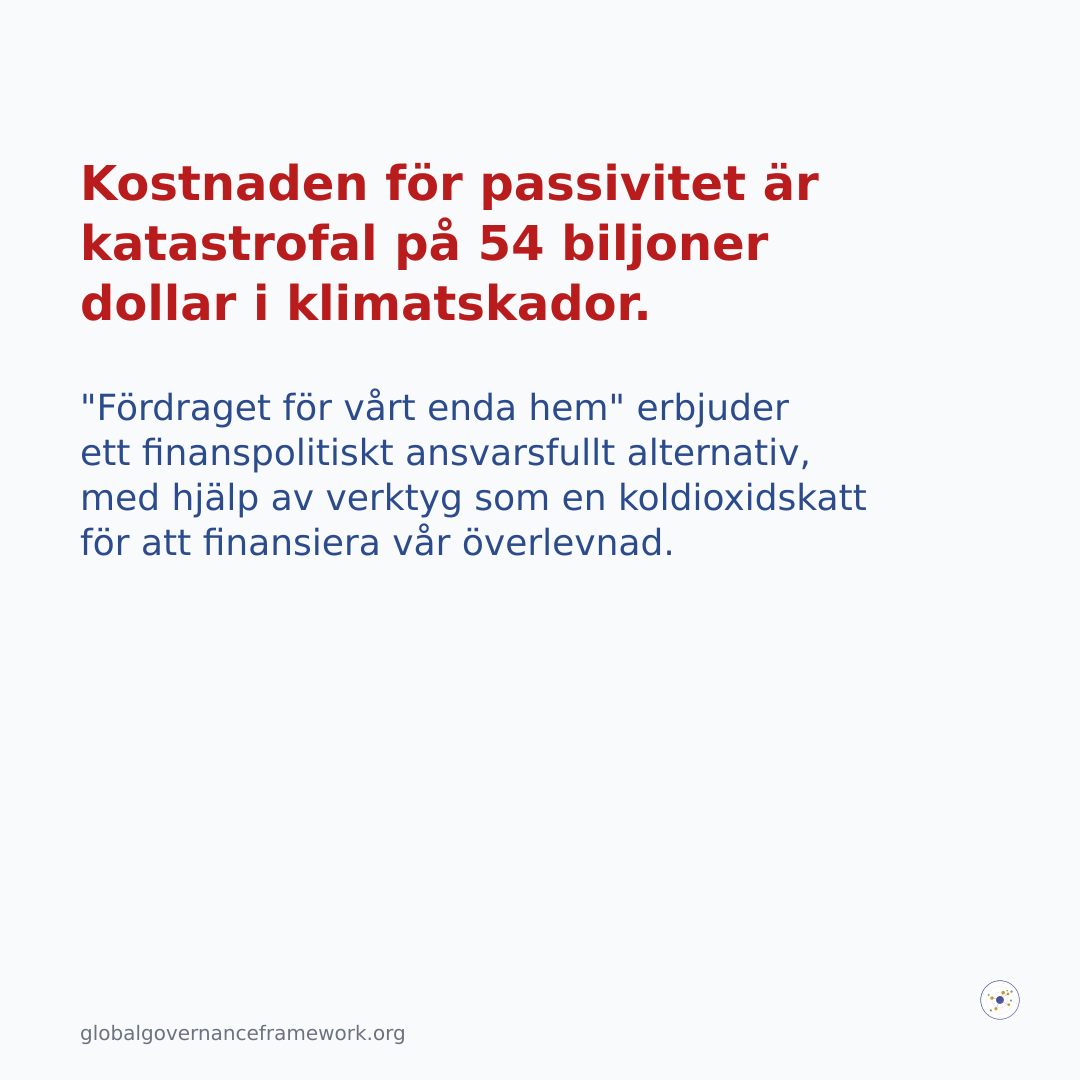 Kostnaden för passivitet är
katastrofal på 54 biljoner
dollar i klimatskador.
"Fördraget för vårt enda hem" erbjuder
ett finanspolitiskt ansvarsfullt alternativ,
med hjälp av verktyg som en koldioxidskatt
för att finansiera vår överlevnad.
globalgovernanceframework.org